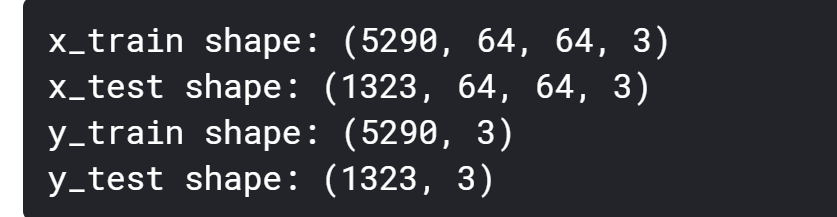 x_train shape: (5290, 64, 64, 3)
x_test shape: (1323, 64, 64, 3)
y_train shape: (5290, 3)
y_test shape: (1323, 3)